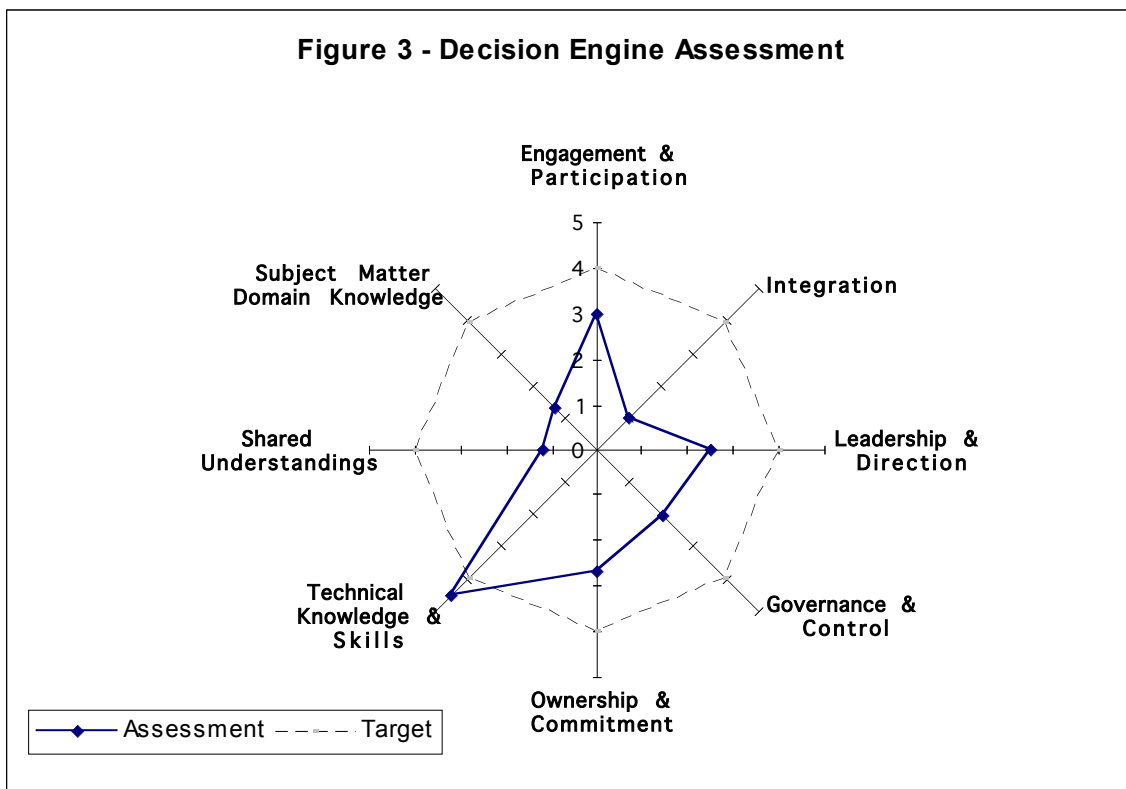 Figure 3 - Decision Engine Assessment
Engagement &
Participation
5
4
3
2
1
0
Subject Matter
Domain Knowledge
Integration
Shared
Understandings
Leadership &
Direction
Technical
Knowledge &
Skills
Governance &
Control
Ownership &
Commitment
Assessment
Target